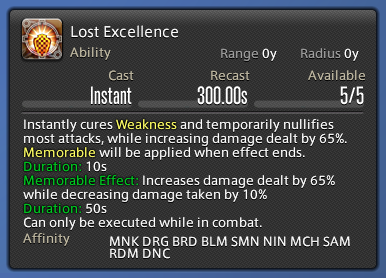 Lost Excellence
Ability Range 0y Radius 0y
Cast Recast Available
Instant 300.00s 5/5
Instantly cures Weakness and temporarily nullifies
most attacks, while increasing damage dealt by 65%.
Memorable will be applied when effect ends.
Duration: 10s
Memorable Effect: Increases damage dealt by 65%
while decreasing damage taken by 10%
Duration: 50s
Can only be executed while in combat.
Affinity MNK DRG BRD BLM SMN NIN MCH SAM
RDM DNC